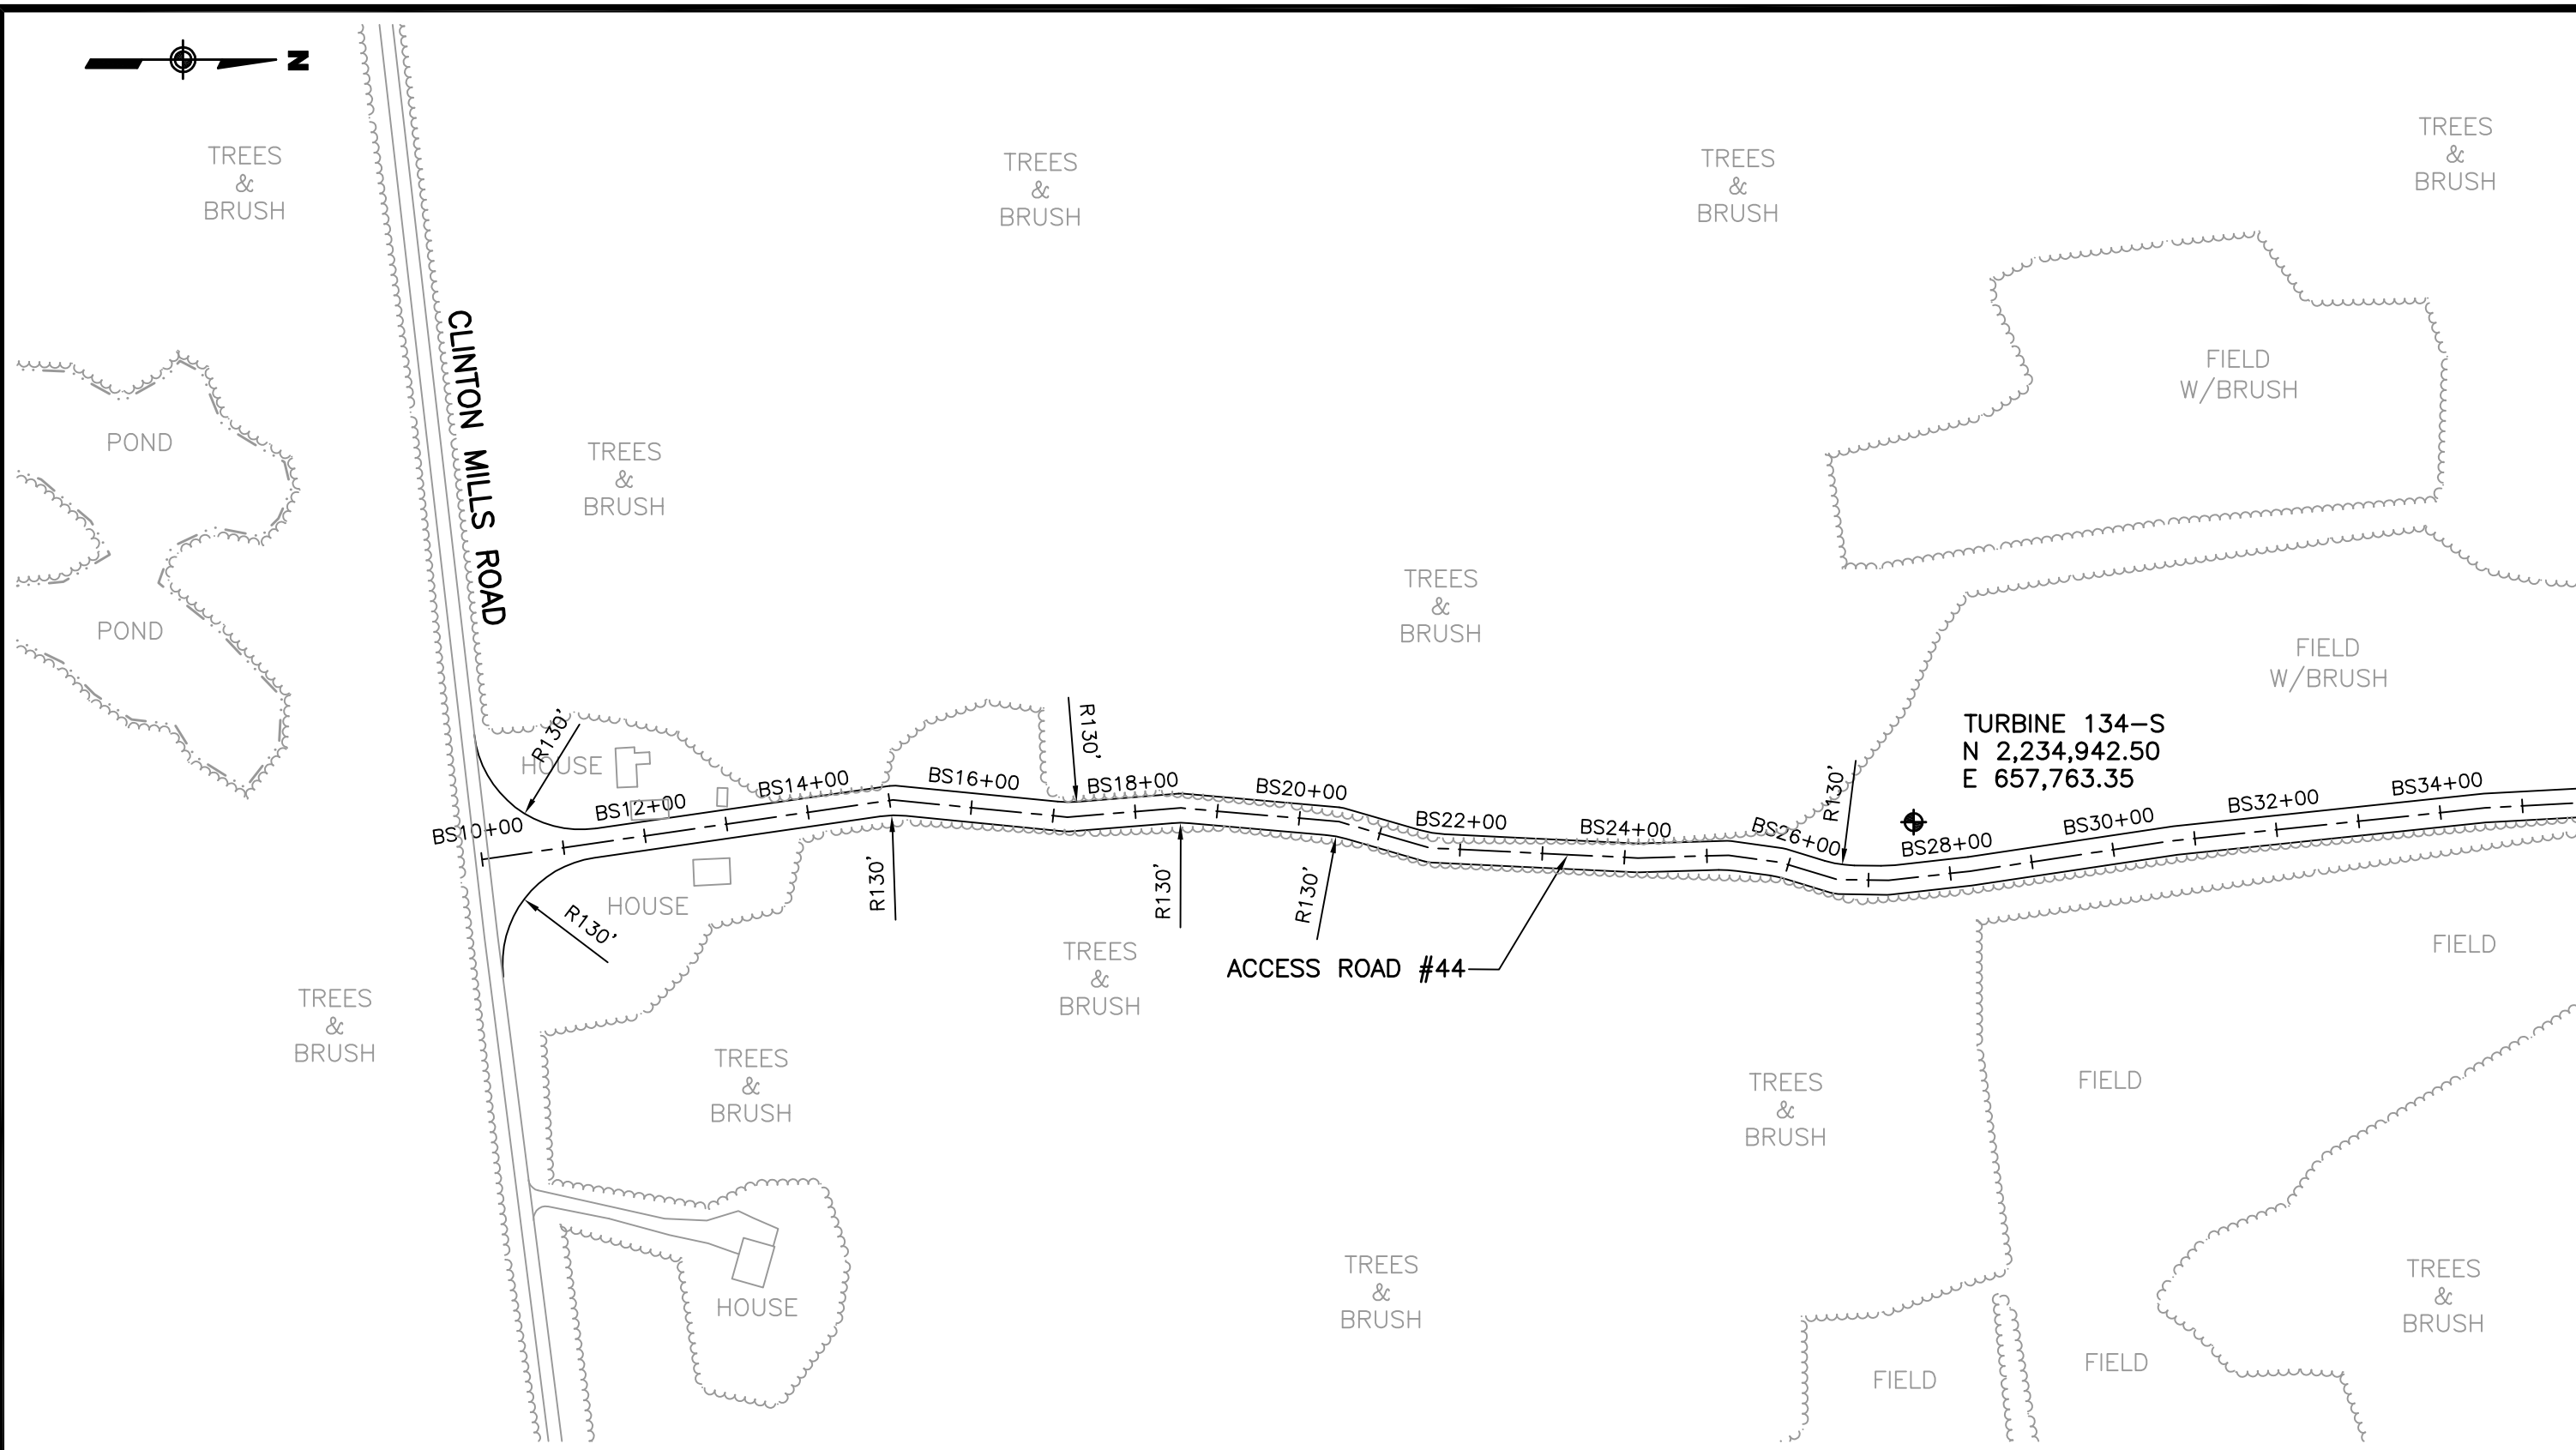 N
TREES
&
BRUSH
TREES
&
BRUSH
TREES
&
BRUSH
TREES
&
BRUSH
FIELD
W/BRUSH
POND
CLINTON MILLS ROAD
TREES
&
BRUSH
POND
TREES
&
BRUSH
FIELD
W/BRUSH
TURBINE 134-S
N 2,234,942.50
E 657,763.35
R130'
HOUSE
R130'
R130'
BS10+00
BS12+00
BS14+00
BS16+00
BS18+00
BS20+00
BS22+00
BS24+00
BS26+00
BS28+00
BS30+00
BS32+00
BS34+00
R130'
HOUSE
R130'
R130'
R130'
ACCESS ROAD #44
FIELD
TREES
&
BRUSH
TREES
&
BRUSH
TREES
&
BRUSH
TREES
&
BRUSH
FIELD
HOUSE
TREES
&
BRUSH
TREES
&
BRUSH
FIELD
FIELD